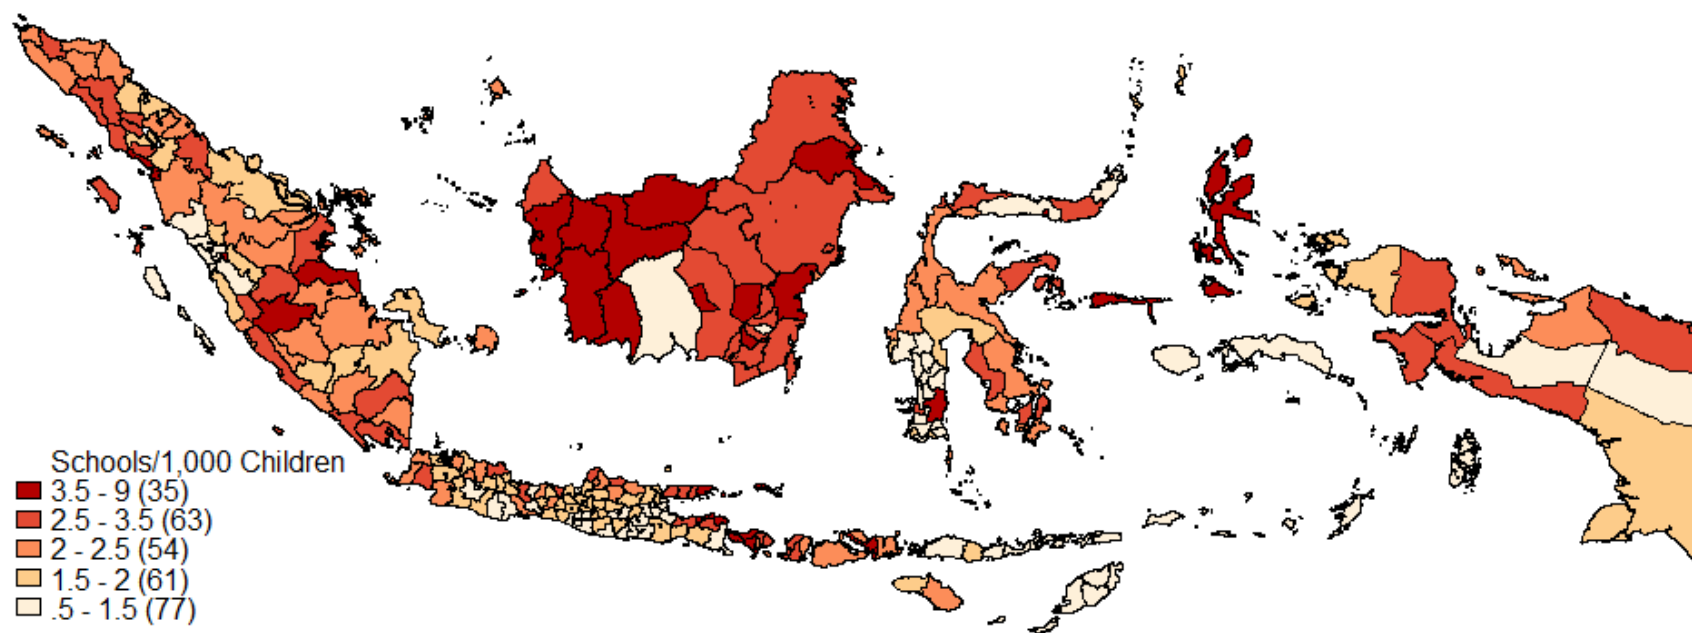 Schools/1,000 Children
3.5 - 9 (35)
2.5 - 3.5 (63)
2 - 2.5 (54)
1.5 - 2 (61)
.5 - 1.5 (77)